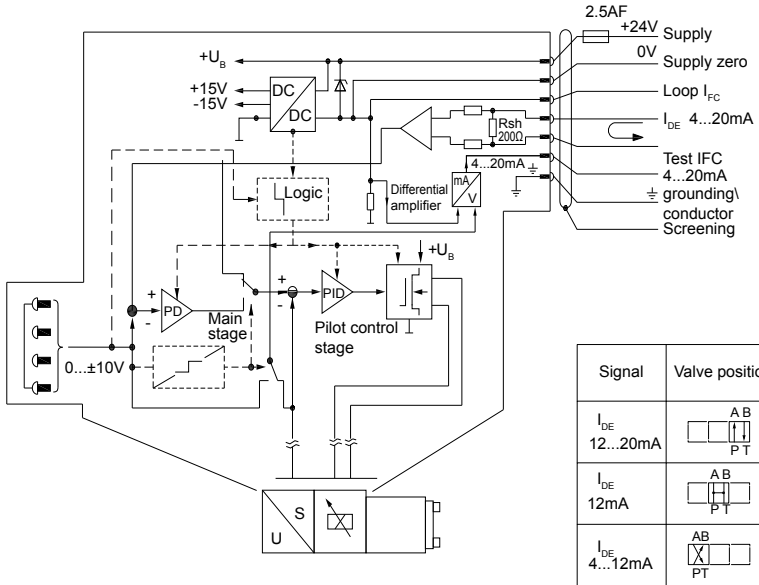 2.5AF
+24V Supply
0V
Supply zero
Loop I_FC
I_DE 4...20mA
Test IFC
4...20mA
⏚ grounding\
conductor
Screening
+U_B
+15V
-15V
DC
DC
Rsh
200Ω
4...20mA
mA
V
Differential
amplifier
Logic
+U_B
+
-
PD
Main
stage
+
-
PID
Pilot control
stage
0...±10V
S
U
Signal Valve positio
I_DE
12...20mA
A B
P T
I_DE
12mA
A B
P T
I_DE
4...12mA
AB
PT